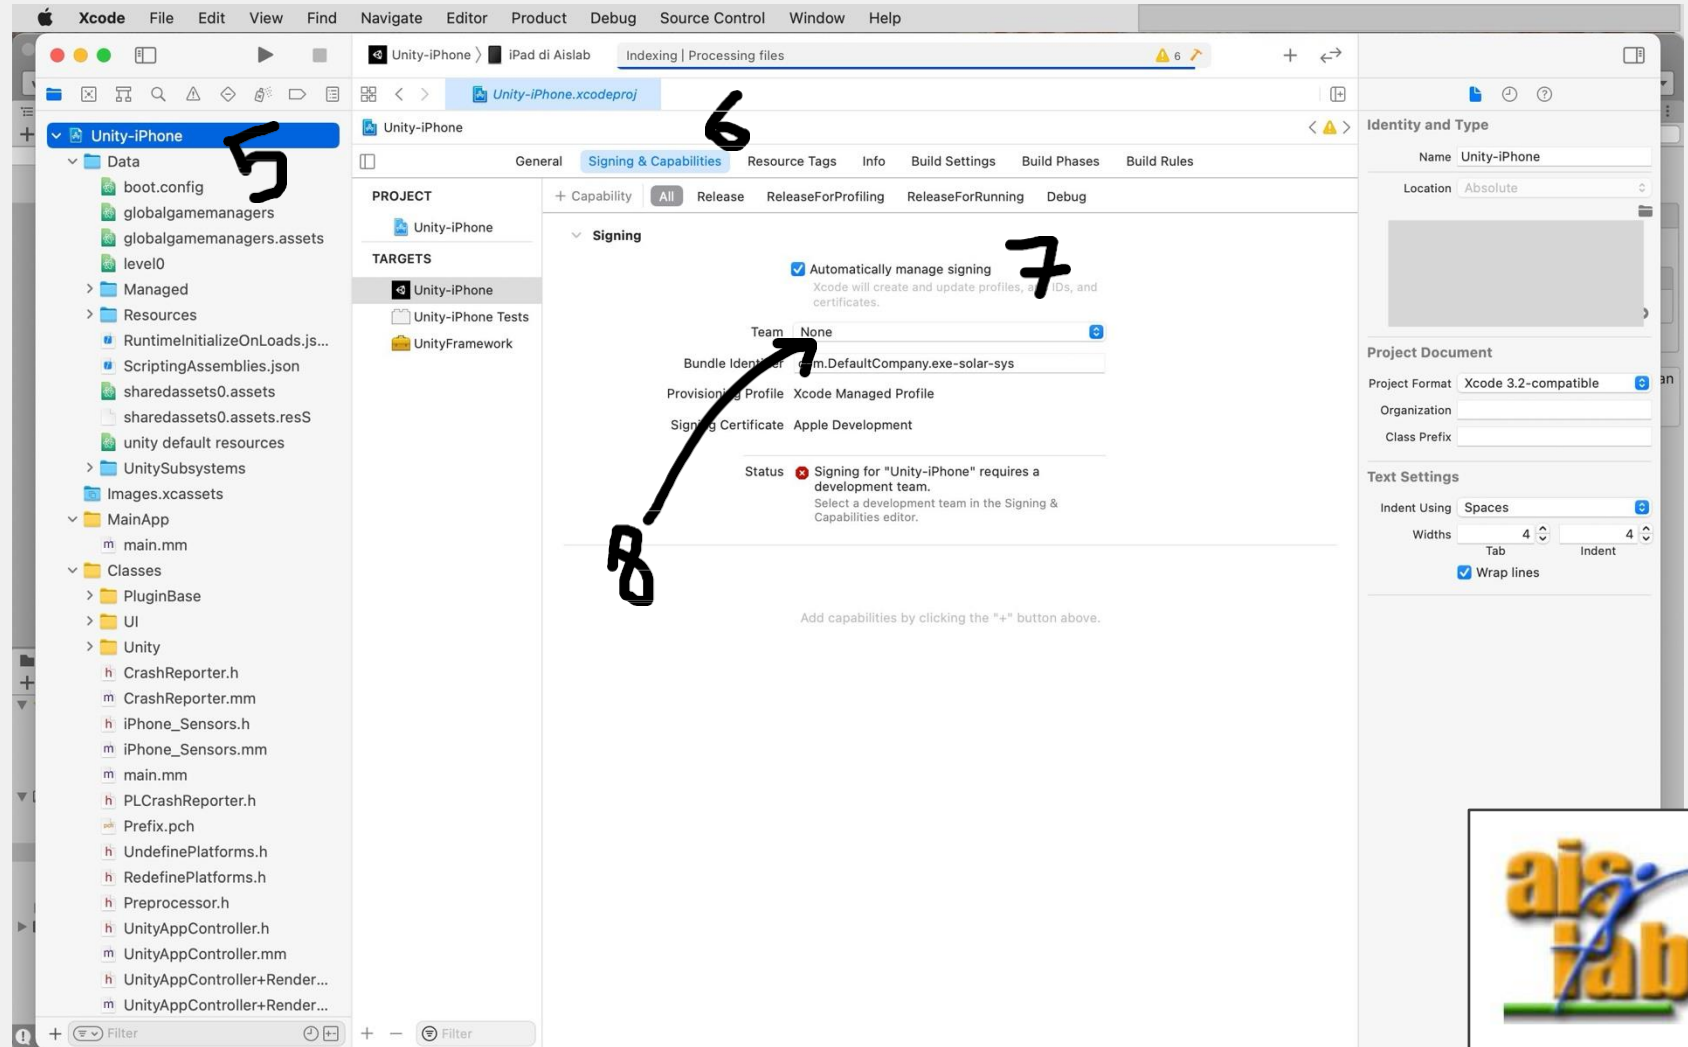 Xcode File Edit View Find Navigate Editor Product Debug Source Control Window Help
Unity-iPhone 〉 iPad di Aislab
Indexing | Processing files
6
Unity-iPhone.xcodeproj
6
Unity-iPhone
General Signing & Capabilities Resource Tags Info Build Settings Build Phases Build Rules
+ Capability All Release ReleaseForProfiling ReleaseForRunning Debug
Unity-iPhone
5
Data
boot.config
globalgamemanagers
globalgamemanagers.assets
level0
Managed
Resources
RuntimeInitializeOnLoads.js...
ScriptingAssemblies.json
sharedassets0.assets
sharedassets0.assets.resS
unity default resources
UnitySubsystems
Images.xcassets
MainApp
main.mm
Classes
PluginBase
UI
Unity
CrashReporter.h
CrashReporter.mm
iPhone_Sensors.h
iPhone_Sensors.mm
main.mm
PLCrashReporter.h
Prefix.pch
UndefinePlatforms.h
RedefinePlatforms.h
Preprocessor.h
UnityAppController.h
UnityAppController.mm
UnityAppController+Render...
UnityAppController+Render...
Filter
PROJECT
Unity-iPhone
TARGETS
Unity-iPhone
Unity-iPhone Tests
UnityFramework
Filter
Signing
7
Automatically manage signing
Xcode will create and update profiles, IDs, and
certificates.
Team None
Bundle m.DefaultCompany.exe-solar-sys
Provisioning Profile Xcode Managed Profile
Signing Certificate Apple Development
Status Signing for "Unity-iPhone" requires a
development team.
Select a development team in the Signing &
Capabilities editor.
8
Add capabilities by clicking the "+" button above.
Identity and Type
Name Unity-iPhone
Location Absolute
Project Document
Project Format Xcode 3.2-compatible
Organization
Class Prefix
Text Settings
Indent Using Spaces
Widths 4 4
Tab Indent
Wrap lines
an
ais
lab